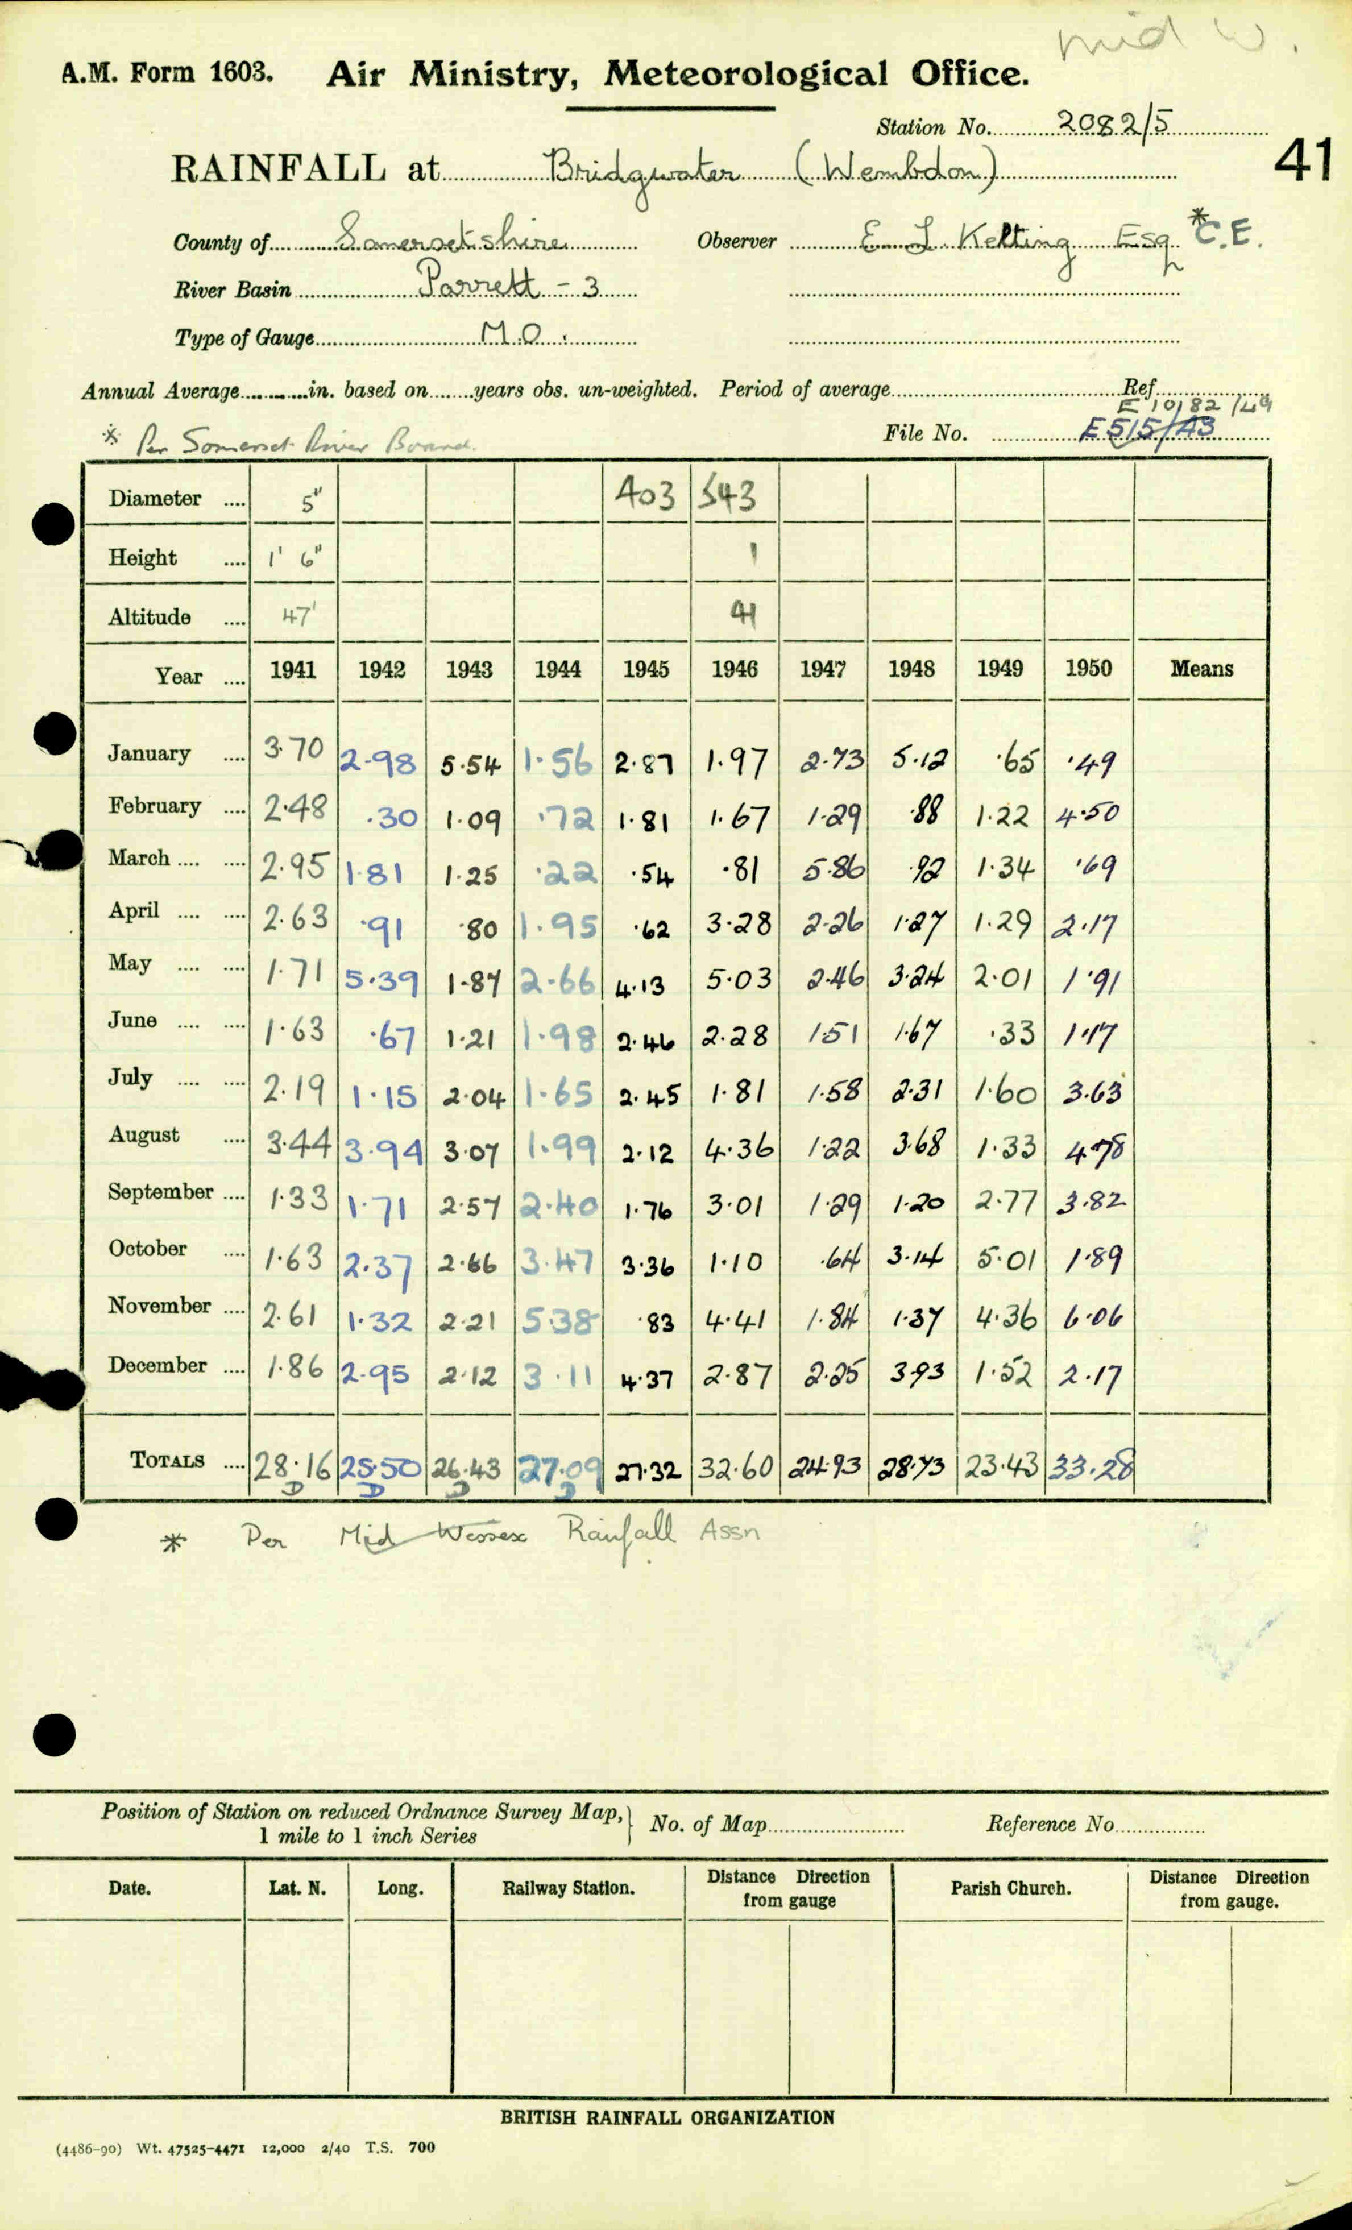 mid W.
A.M. Form 1603. Air Ministry, Meteorological Office.
Station No. 2082/5
41
RAINFALL at Bridgwater (Wembdon)
County of Somersetshire Observer E. L. Kelting Esq *C.E.
River Basin Parrett - 3
Type of Gauge M.O.
Annual Average in. based on years obs. un-weighted. Period of average Ref
E 10182/49
* Per Somerset River Board. File No. E515/43
Diameter 5" 403 543
Height 1' 6" 1
Altitude 47' 41
Year 1941 1942 1943 1944 1945 1946 1947 1948 1949 1950 Means
January 3.70 2.98 5.54 1.56 2.87 1.97 2.73 5.12 .65 .49
February 2.48 .30 1.09 .72 1.81 1.67 1.29 .88 1.22 4.50
March 2.95 1.81 1.25 .22 .54 .81 5.86 .92 1.34 .69
April 2.63 .91 .80 1.95 .62 3.28 2.26 1.27 1.29 2.17
May 1.71 5.39 1.87 2.66 4.13 5.03 2.46 3.24 2.01 1.91
June 1.63 .67 1.21 1.98 2.46 2.28 1.51 1.67 .33 1.17
July 2.19 1.15 2.04 1.65 2.45 1.81 1.58 2.31 1.60 3.63
August 3.44 3.94 3.07 1.99 2.12 4.36 1.22 3.68 1.33 4.78
September 1.33 1.71 2.57 2.40 1.76 3.01 1.29 1.20 2.77 3.82
October 1.63 2.37 2.66 3.47 3.36 1.10 .64 3.14 5.01 1.89
November 2.61 1.32 2.21 5.38 .83 4.41 1.84 1.37 4.36 6.06
December 1.86 2.95 2.12 3.11 4.37 2.87 2.25 3.93 1.52 2.17
TOTALS 28.16 25.50 26.43 27.09 27.32 32.60 24.93 28.73 23.43 33.28
D D D D
* Per Mid Wessex Rainfall Assn
Position of Station on reduced Ordnance Survey Map, 1 mile to 1 inch Series } No. of Map Reference No
Date. Lat. N. Long. Railway Station. Distance Direction from gauge Parish Church. Distance Direction from gauge.
BRITISH RAINFALL ORGANIZATION
(4486-90) Wt. 47525-4471 12,000 2/40 T.S. 700